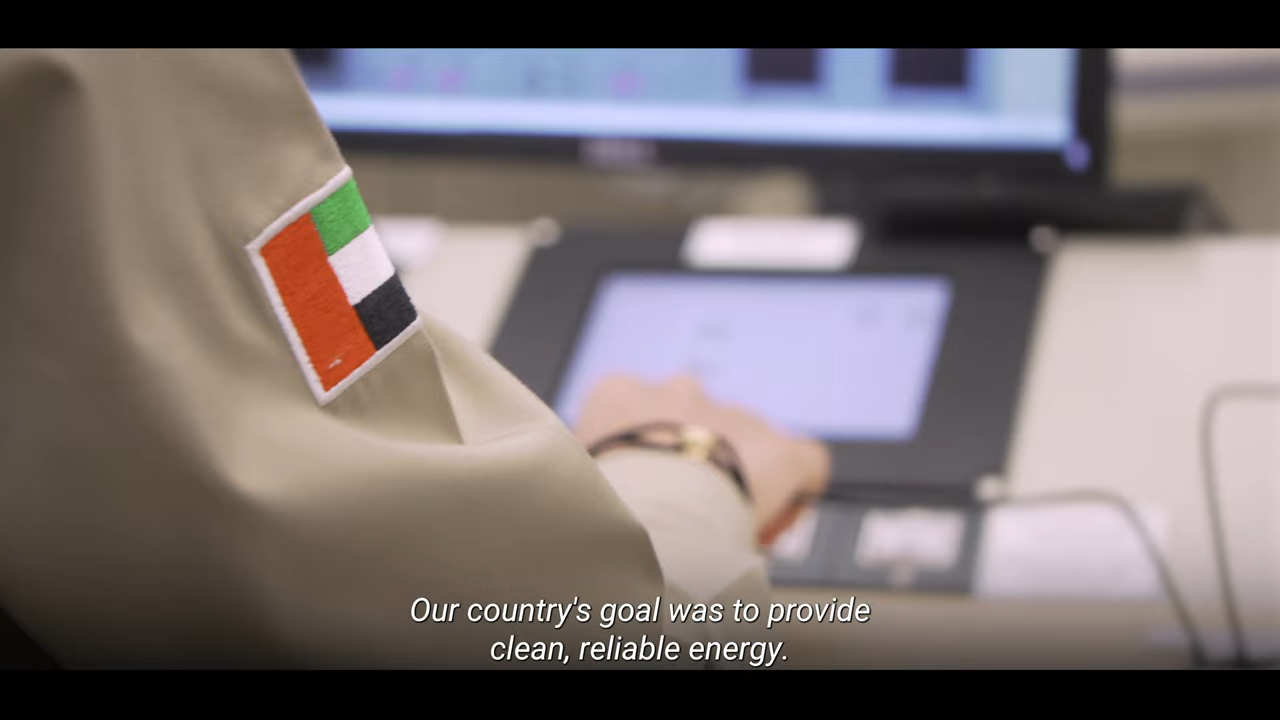 Our country's goal was to provide
clean, reliable energy.